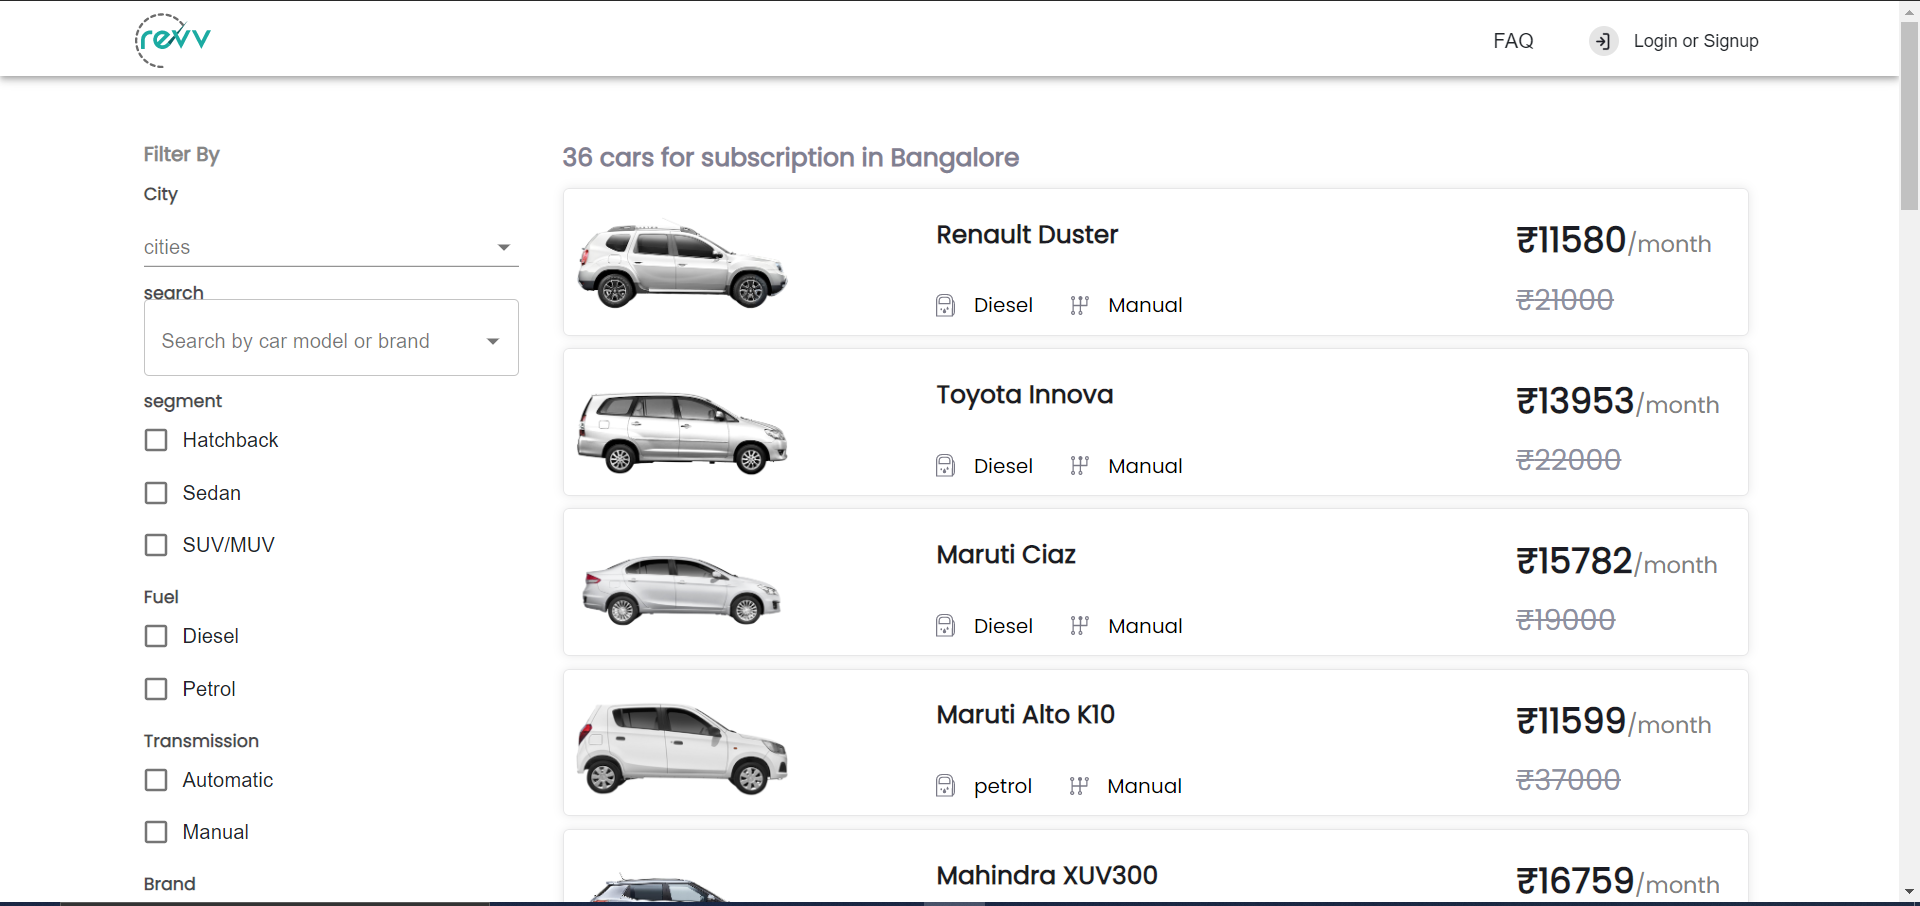 revv
FAQ
Login or Signup
Filter By
City
cities
search
Search by car model or brand
segment
Hatchback
Sedan
SUV/MUV
Fuel
Diesel
Petrol
Transmission
Automatic
Manual
Brand
36 cars for subscription in Bangalore
Renault Duster
Diesel Manual
₹11580/month
₹21000
Toyota Innova
Diesel Manual
₹13953/month
₹22000
Maruti Ciaz
Diesel Manual
₹15782/month
₹19000
Maruti Alto K10
petrol Manual
₹11599/month
₹37000
Mahindra XUV300
₹16759/month